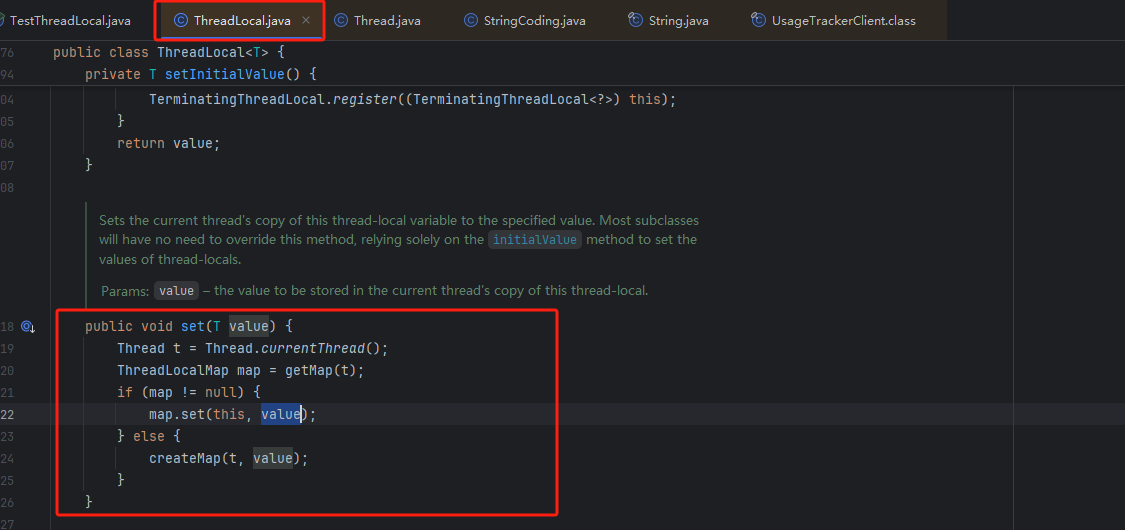 TestThreadLocal.java ThreadLocal.java × Thread.java StringCoding.java String.java UsageTrackerClient.class
76 public class ThreadLocal<T> {
94 private T setInitialValue() {
04 TerminatingThreadLocal.register((TerminatingThreadLocal<?>) this);
05 }
06 return value;
07 }
08
Sets the current thread's copy of this thread-local variable to the specified value. Most subclasses
will have no need to override this method, relying solely on the initialValue method to set the
values of thread-locals.
Params: value – the value to be stored in the current thread's copy of this thread-local.
18 public void set(T value) {
19 Thread t = Thread.currentThread();
20 ThreadLocalMap map = getMap(t);
21 if (map != null) {
22 map.set(this, value);
23 } else {
24 createMap(t, value);
25 }
26 }
27